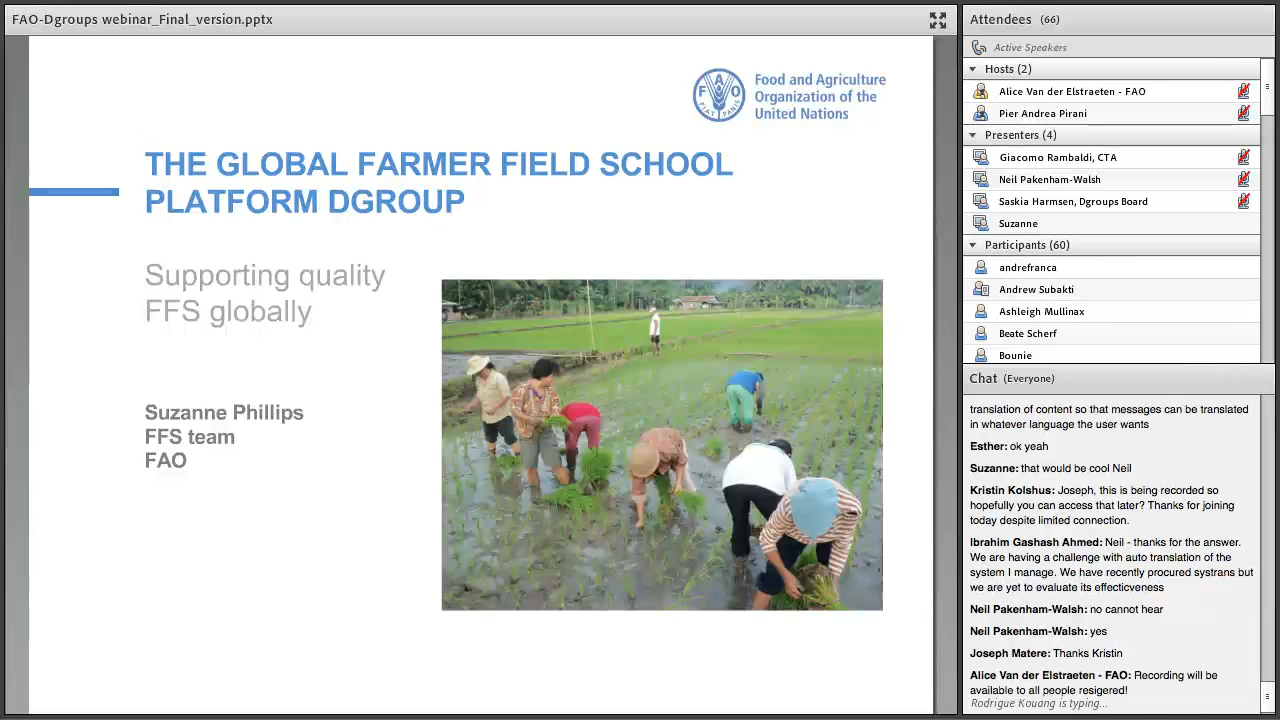 FAO-Dgroups webinar_Final_version.pptx
Food and Agriculture
Organization of the
United Nations
FIAT PANIS
THE GLOBAL FARMER FIELD SCHOOL
PLATFORM DGROUP
Supporting quality
FFS globally
Suzanne Phillips
FFS team
FAO
Attendees (66)
Active Speakers
Hosts (2)
Alice Van der Elstraeten - FAO
Pier Andrea Pirani
Presenters (4)
Giacomo Rambaldi, CTA
Neil Pakenham-Walsh
Saskia Harmsen, Dgroups Board
Suzanne
Participants (60)
andrefranca
Andrew Subakti
Ashleigh Mullinax
Beate Scherf
Bounie
Chat (Everyone)
translation of content so that messages can be translated
in whatever language the user wants
Esther: ok yeah
Suzanne: that would be cool Neil
Kristin Kolshus: Joseph, this is being recorded so
hopefully you can access that later? Thanks for joining
today despite limited connection.
Ibrahim Gashash Ahmed: Neil - thanks for the answer.
We are having a challenge with auto translation of the
system I manage. We have recently procured systrans but
we are yet to evaluate its effecticveness
Neil Pakenham-Walsh: no cannot hear
Neil Pakenham-Walsh: yes
Joseph Matere: Thanks Kristin
Alice Van der Elstraeten - FAO: Recording will be
available to all people resigered!
Rodrigue Kouang is typing...